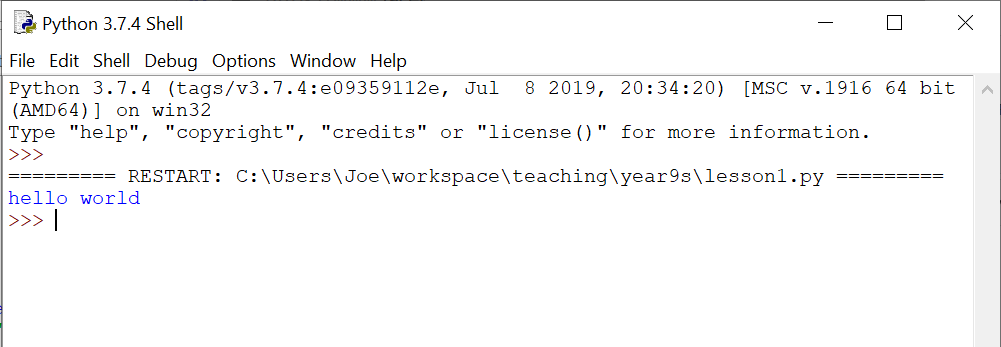 Python 3.7.4 Shell
File Edit Shell Debug Options Window Help
Python 3.7.4 (tags/v3.7.4:e09359112e, Jul  8 2019, 20:34:20) [MSC v.1916 64 bit
(AMD64)] on win32
Type "help", "copyright", "credits" or "license()" for more information.
>>>
========= RESTART: C:\Users\Joe\workspace\teaching\year9s\lesson1.py =========
hello world
>>>